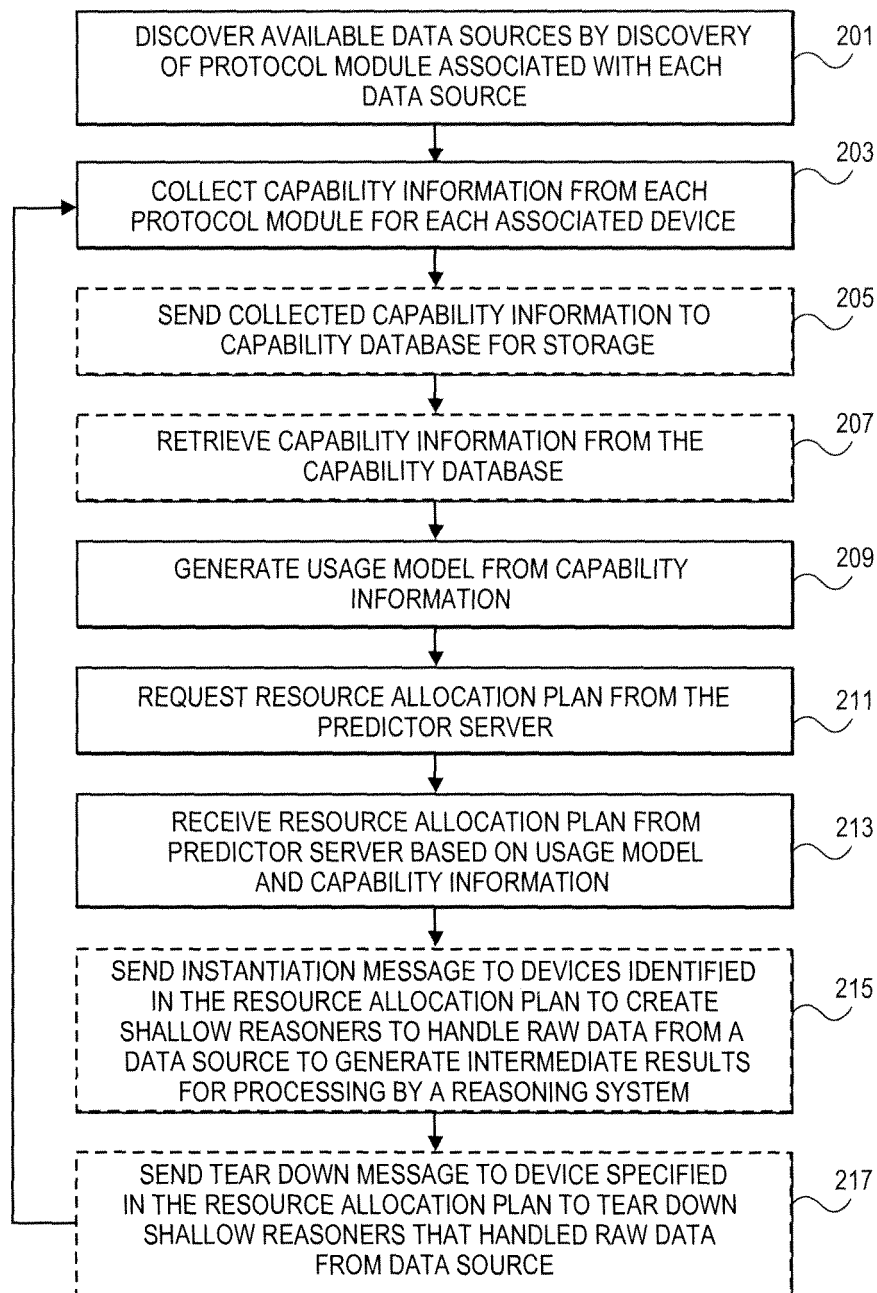 DISCOVER AVAILABLE DATA SOURCES BY DISCOVERY
OF PROTOCOL MODULE ASSOCIATED WITH EACH
DATA SOURCE
201
COLLECT CAPABILITY INFORMATION FROM EACH
PROTOCOL MODULE FOR EACH ASSOCIATED DEVICE
203
SEND COLLECTED CAPABILITY INFORMATION TO
CAPABILITY DATABASE FOR STORAGE
205
RETRIEVE CAPABILITY INFORMATION FROM THE
CAPABILITY DATABASE
207
GENERATE USAGE MODEL FROM CAPABILITY
INFORMATION
209
REQUEST RESOURCE ALLOCATION PLAN FROM THE
PREDICTOR SERVER
211
RECEIVE RESOURCE ALLOCATION PLAN FROM
PREDICTOR SERVER BASED ON USAGE MODEL
AND CAPABILITY INFORMATION
213
SEND INSTANTIATION MESSAGE TO DEVICES IDENTIFIED
IN THE RESOURCE ALLOCATION PLAN TO CREATE
SHALLOW REASONERS TO HANDLE RAW DATA FROM A
DATA SOURCE TO GENERATE INTERMEDIATE RESULTS
FOR PROCESSING BY A REASONING SYSTEM
215
SEND TEAR DOWN MESSAGE TO DEVICE SPECIFIED
IN THE RESOURCE ALLOCATION PLAN TO TEAR DOWN
SHALLOW REASONERS THAT HANDLED RAW DATA
FROM DATA SOURCE
217